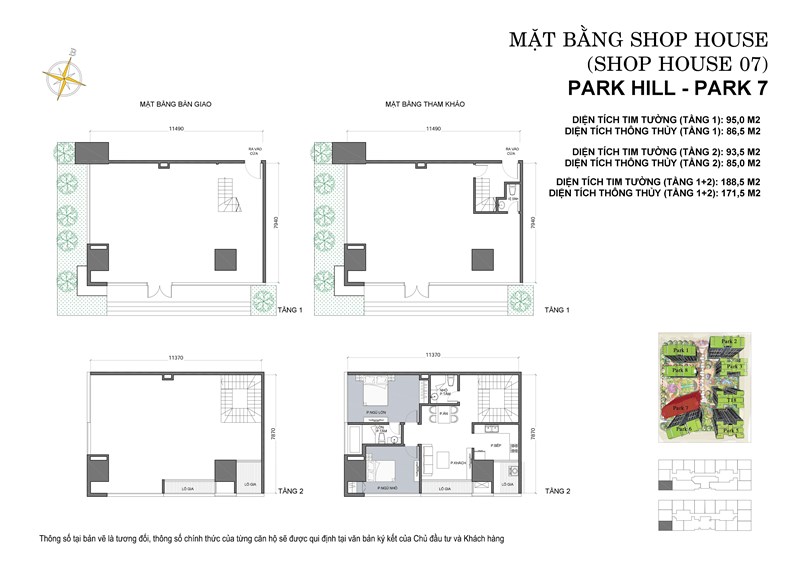 MẶT BẰNG SHOP HOUSE
(SHOP HOUSE 07)
PARK HILL - PARK 7
DIỆN TÍCH TIM TƯỜNG (TẦNG 1): 95,0 M2
DIỆN TÍCH THÔNG THỦY (TẦNG 1): 86,5 M2
DIỆN TÍCH TIM TƯỜNG (TẦNG 2): 93,5 M2
DIỆN TÍCH THÔNG THỦY (TẦNG 2): 85,0 M2
DIỆN TÍCH TIM TƯỜNG (TẦNG 1+2): 188,5 M2
DIỆN TÍCH THÔNG THỦY (TẦNG 1+2): 171,5 M2
MẶT BẰNG BÀN GIAO
MẶT BẰNG THAM KHẢO
11490
RA VÀO
CỬA
7940
TẦNG 1
11490
RA VÀO
CỬA
7940
TẦNG 1
11370
7870
LÔ GIA
LÔ GIA
TẦNG 2
11370
7870
P.NGỦ LỚN
P.ĂN
P.BẾP
P.KHÁCH
P.NGỦ NHỎ
LÔ GIA
LÔ GIA
TẦNG 2
Park 2
Park 1
Park 8
Park 3
T18
Park 7
Park 6
Park 5
Thông số tại bản vẽ là tương đối, thông số chính thức của từng căn hộ sẽ được qui định tại văn bản ký kết của Chủ đầu tư và Khách hàng